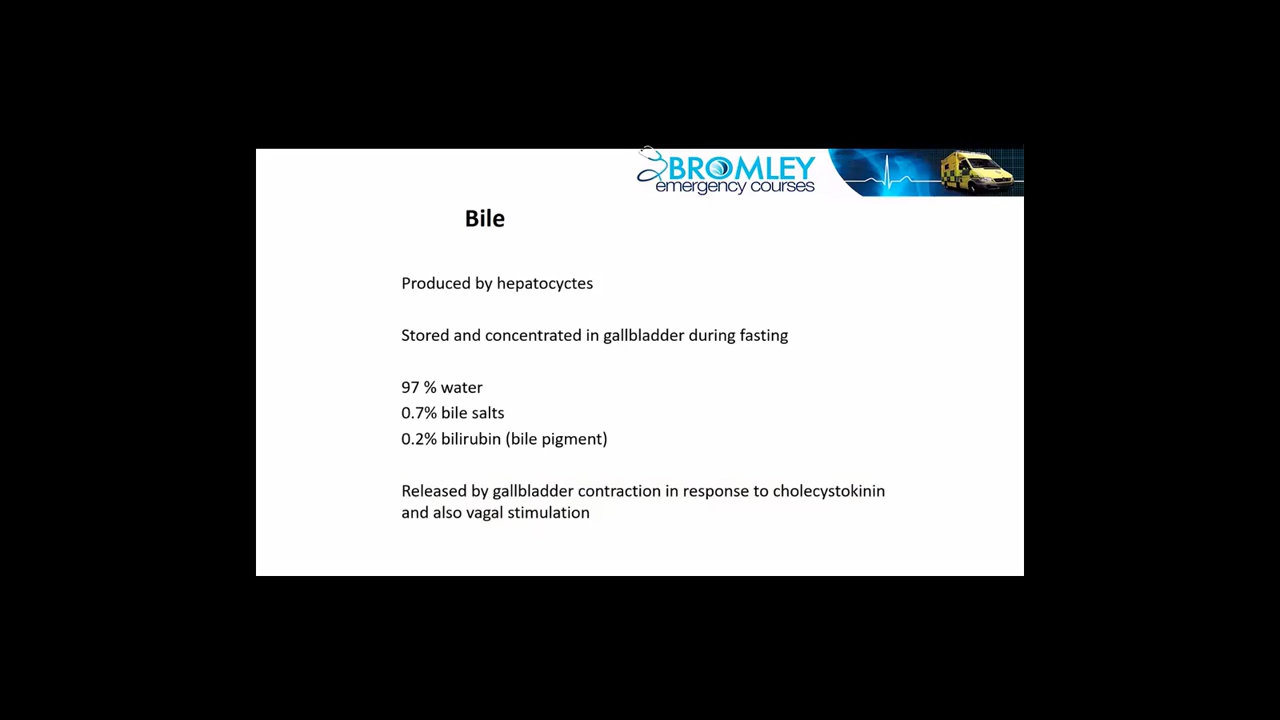 BROMLEY
emergency courses
Bile
Produced by hepatocyctes
Stored and concentrated in gallbladder during fasting
97 % water
0.7% bile salts
0.2% bilirubin (bile pigment)
Released by gallbladder contraction in response to cholecystokinin
and also vagal stimulation